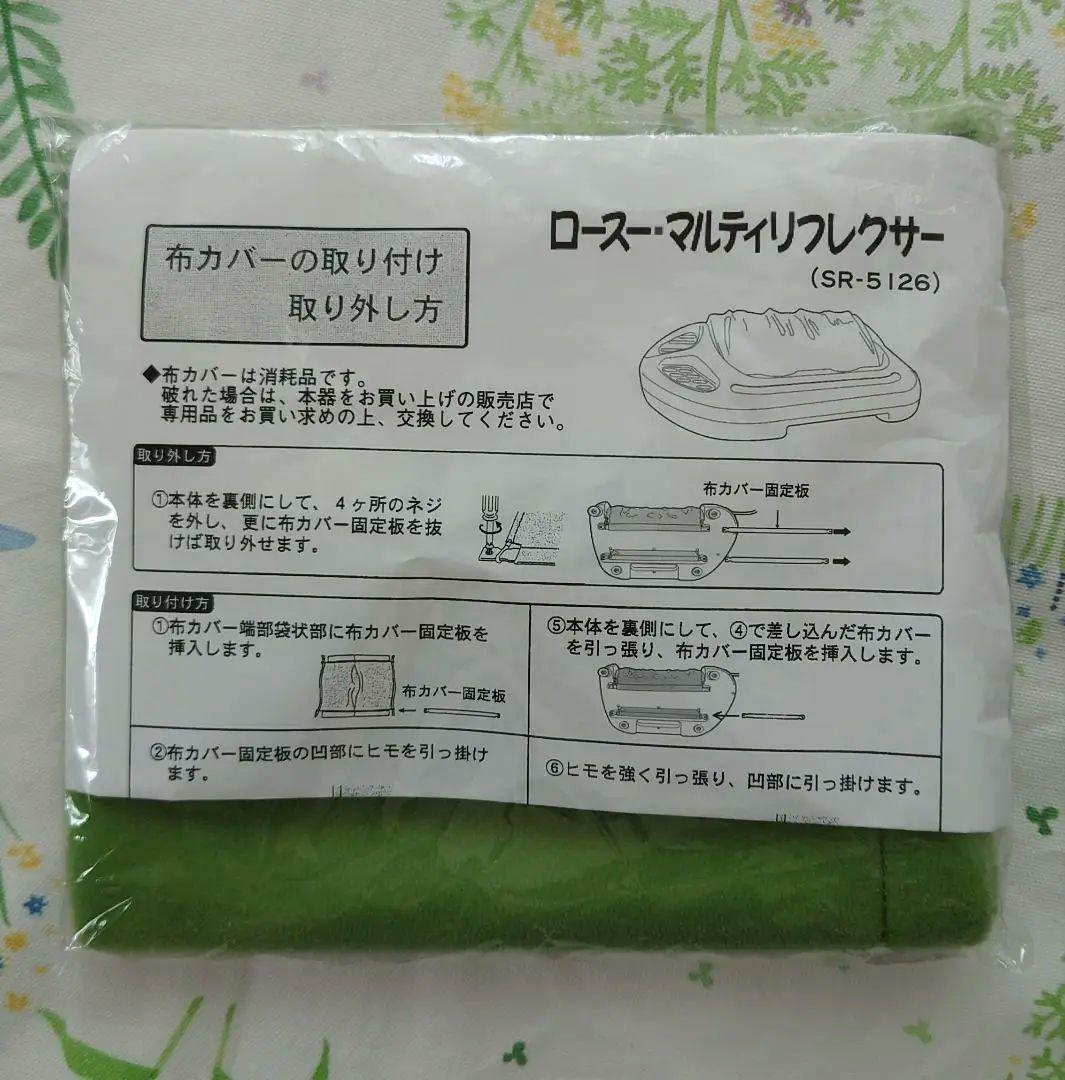 布カバーの取り付け
取り外し方
ロースー・マルティリフレクサー
(SR-5126)
◆布カバーは消耗品です。
破れた場合は、本器をお買い上げの販売店で
専用品をお買い求めの上、交換してください。
取り外し方
①本体を裏側にして、4ヶ所のネジ
を外し、更に布カバー固定板を抜
けば取り外せます。
布カバー固定板
取り付け方
①布カバー端部袋状部に布カバー固定板を
挿入します。
布カバー固定板
②布カバー固定板の凹部にヒモを引っ掛け
ます。
⑤本体を裏側にして、④で差し込んだ布カバー
を引っ張り、布カバー固定板を挿入します。
⑥ヒモを強く引っ張り、凹部に引っ掛けます。